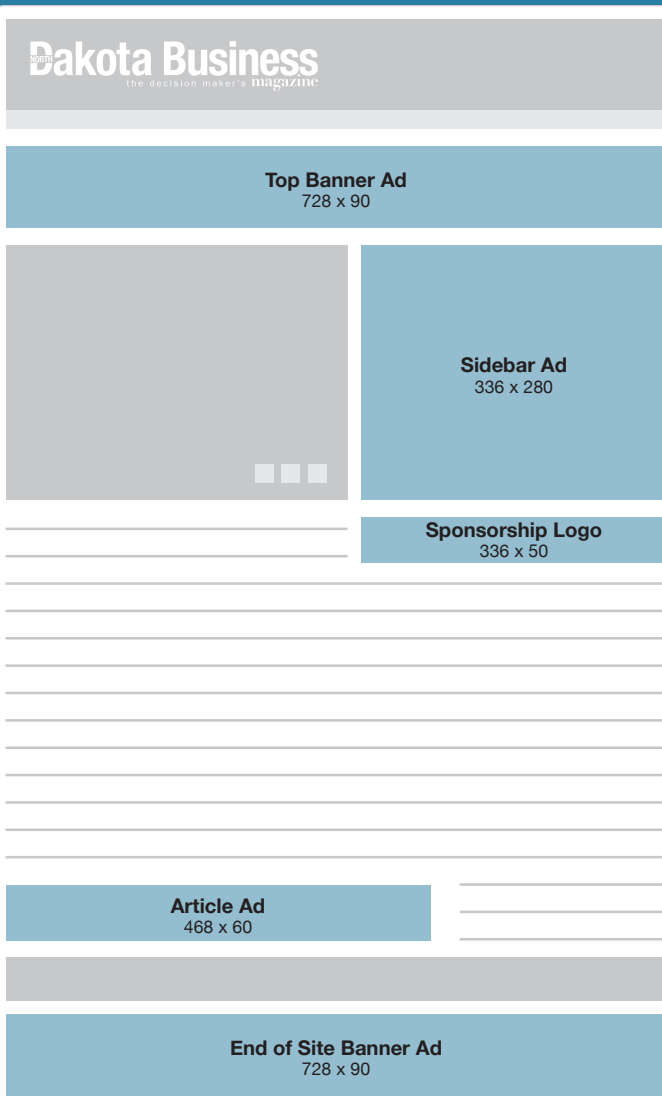 NORTH Dakota Business
the decision maker's magazine
Top Banner Ad
728 x 90
Sidebar Ad
336 x 280
Sponsorship Logo
336 x 50
Article Ad
468 x 60
End of Site Banner Ad
728 x 90